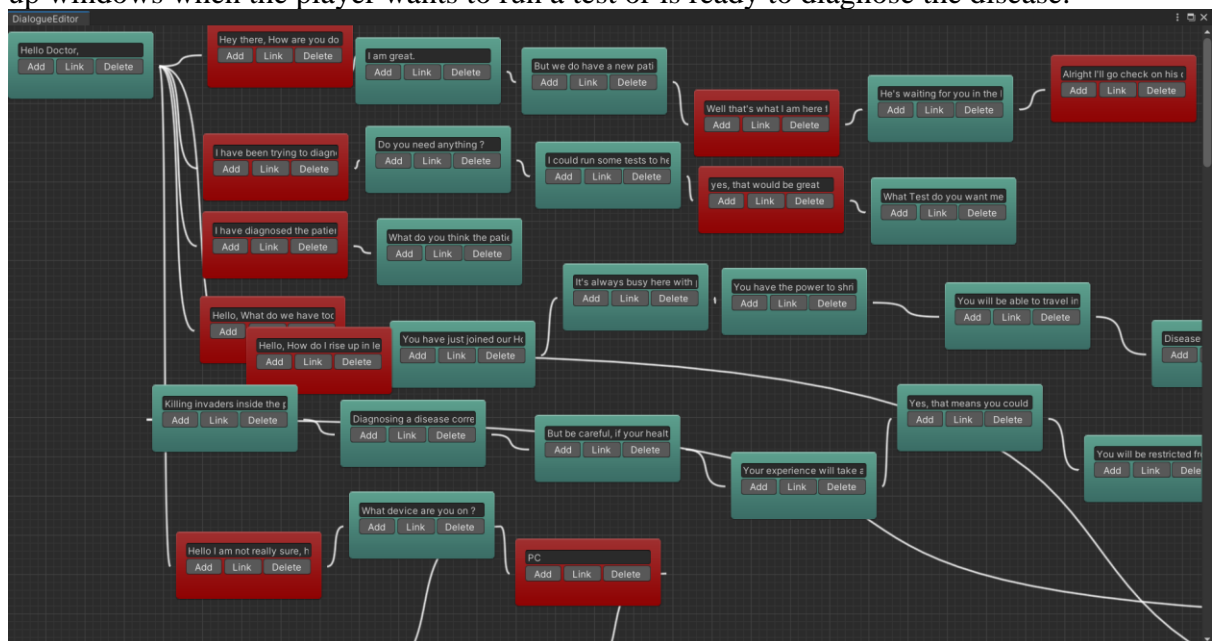 up windows when the player wants to run a test or is ready to diagnose the disease.
DialogueEditor
Hello Doctor,
Add Link Delete
Hey there, How are you do
Add Link Delete
I am great.
Add Link Delete
But we do have a new pati
Add Link Delete
Well that's what I am here
Add Link Delete
He's waiting for you in the
Add Link Delete
Alright I'll go check on his
Add Link Delete
I have been trying to diagn
Add Link Delete
Do you need anything ?
Add Link Delete
I could run some tests to he
Add Link Delete
yes, that would be great
Add Link Delete
What Test do you want me
Add Link Delete
I have diagnosed the patie
Add Link Delete
What do you think the patie
Add Link Delete
It's always busy here with
Add Link Delete
You have the power to shri
Add Link Delete
You will be able to travel in
Add Link Delete
Disease
Add
Hello, What do we have too
Add
Hello, How do I rise up in le
Add Link Delete
You have just joined our Ho
Add Link Delete
Killing invaders inside the
Add Link Delete
Diagnosing a disease corre
Add Link Delete
But be careful, if your healt
Add Link Delete
Your experience will take a
Add Link Delete
Yes, that means you could
Add Link Delete
You will be restricted fr
Add Link Dele
What device are you on ?
Add Link Delete
Hello I am not really sure, h
Add Link Delete
PC
Add Link Delete